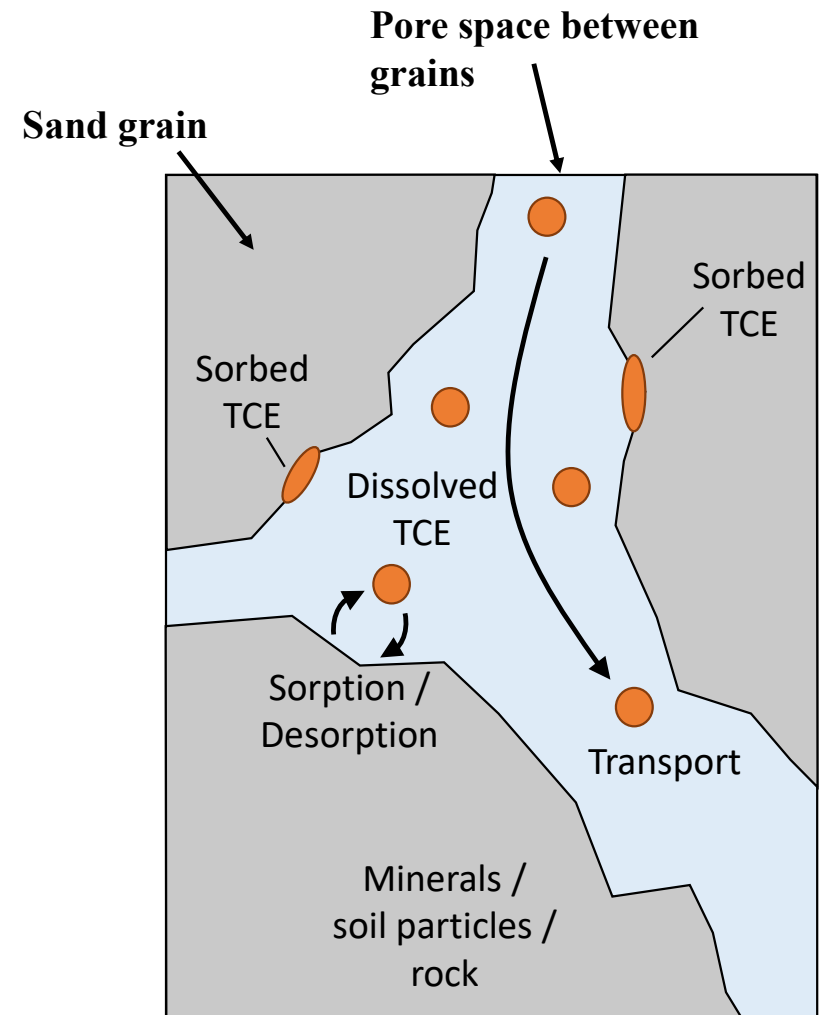 Pore space between
grains
Sand grain
Sorbed
TCE
Sorbed
TCE
Dissolved
TCE
Sorption /
Desorption
Transport
Minerals /
soil particles /
rock